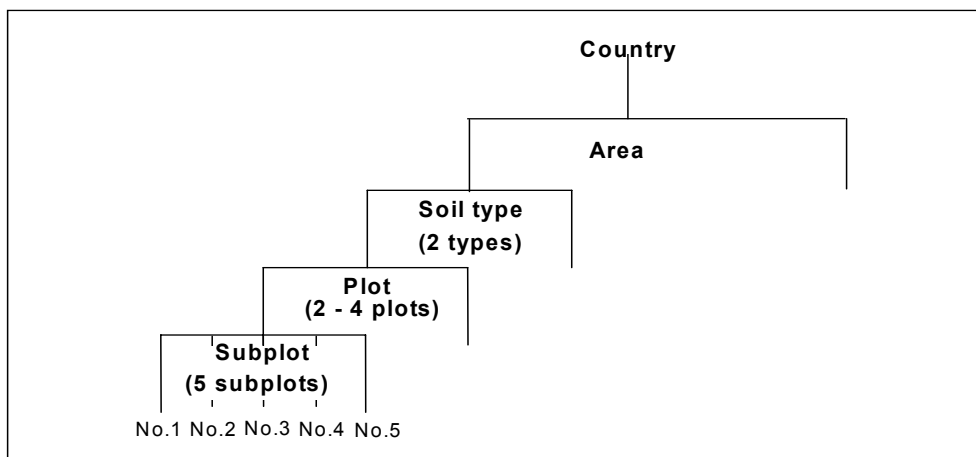 Country
Area
Soil type
(2 types)
Plot
(2 - 4 plots)
Subplot
(5 subplots)
No.1 No.2 No.3 No.4 No.5